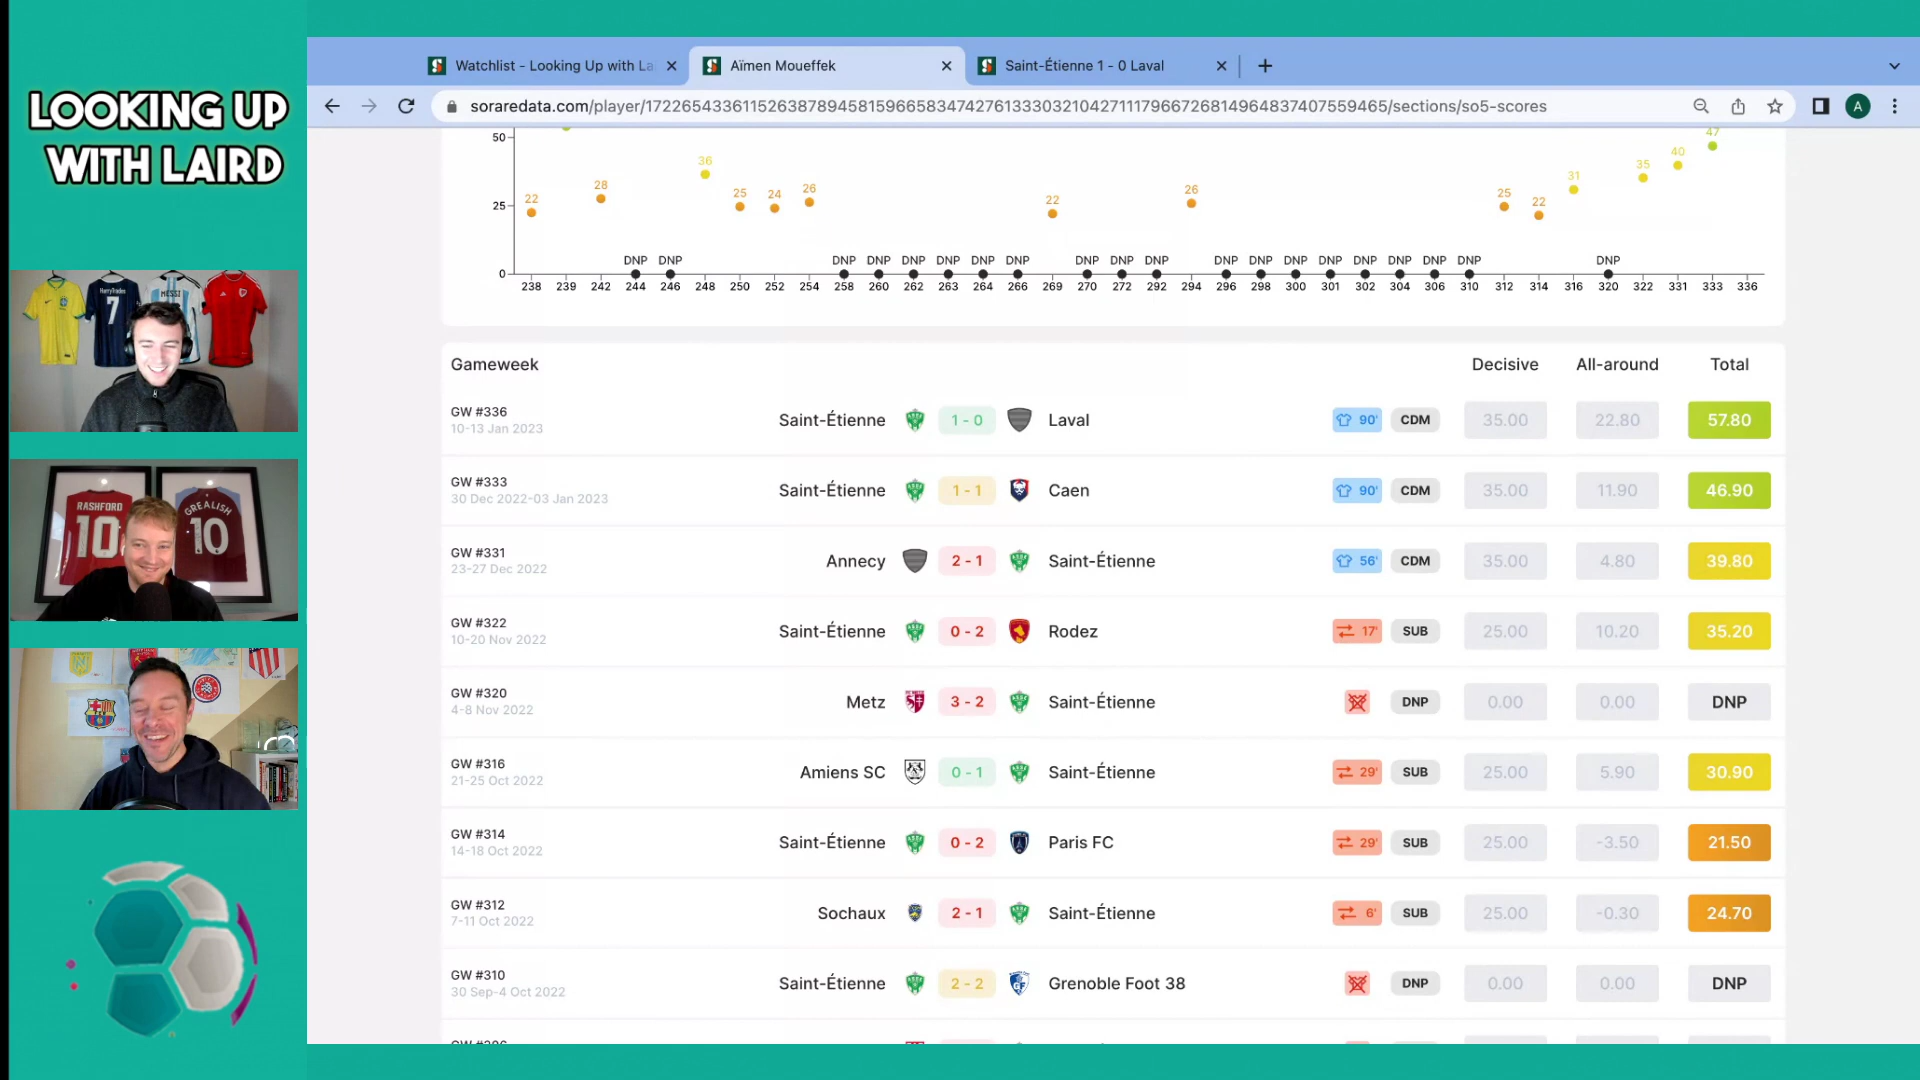 LOOKING UP
WITH LAIRD
HarryTrades
7
MESSI
RASHFORD
10
GREALISH
10
Watchlist - Looking Up with La
Aïmen Moueffek
Saint-Étienne 1 - 0 Laval
soraredata.com/player/17226543361152638789458159665834742761333032104271117966726814964837407559465/sections/so5-scores
A
50
25
0
22
28
36
25
24
26
22
26
25
22
31
35
40
47
DNP DNP DNP DNP DNP DNP DNP DNP DNP DNP DNP DNP DNP DNP DNP DNP DNP DNP DNP DNP
238 239 242 244 246 248 250 252 254 258 260 262 263 264 266 269 270 272 292 294 296 298 300 301 302 304 306 310 312 314 316 320 322 331 333 336
Gameweek Decisive All-around Total
GW #336
10-13 Jan 2023
Saint-Étienne 1 - 0 Laval 90' CDM 35.00 22.80 57.80
GW #333
30 Dec 2022-03 Jan 2023
Saint-Étienne 1 - 1 Caen 90' CDM 35.00 11.90 46.90
GW #331
23-27 Dec 2022
Annecy 2 - 1 Saint-Étienne 56' CDM 35.00 4.80 39.80
GW #322
10-20 Nov 2022
Saint-Étienne 0 - 2 Rodez 17' SUB 25.00 10.20 35.20
GW #320
4-8 Nov 2022
Metz 3 - 2 Saint-Étienne DNP 0.00 0.00 DNP
GW #316
21-25 Oct 2022
Amiens SC 0 - 1 Saint-Étienne 29' SUB 25.00 5.90 30.90
GW #314
14-18 Oct 2022
Saint-Étienne 0 - 2 Paris FC 29' SUB 25.00 -3.50 21.50
GW #312
7-11 Oct 2022
Sochaux 2 - 1 Saint-Étienne 6' SUB 25.00 -0.30 24.70
GW #310
30 Sep-4 Oct 2022
Saint-Étienne 2 - 2 Grenoble Foot 38 DNP 0.00 0.00 DNP